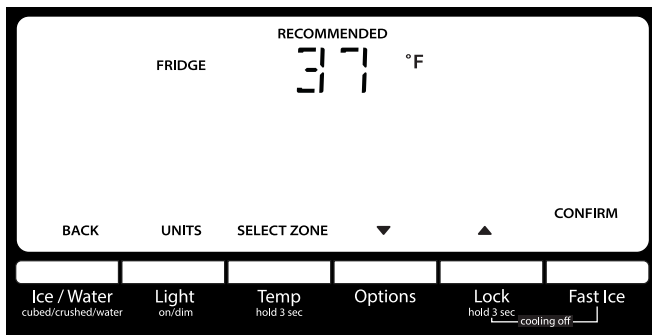 RECOMMENDED
FRIDGE 37 °F
CONFIRM
BACK UNITS SELECT ZONE ▼ ▲
Ice / Water Light Temp Options Lock Fast Ice
cubed/crushed/water on/dim hold 3 sec hold 3 sec
cooling off